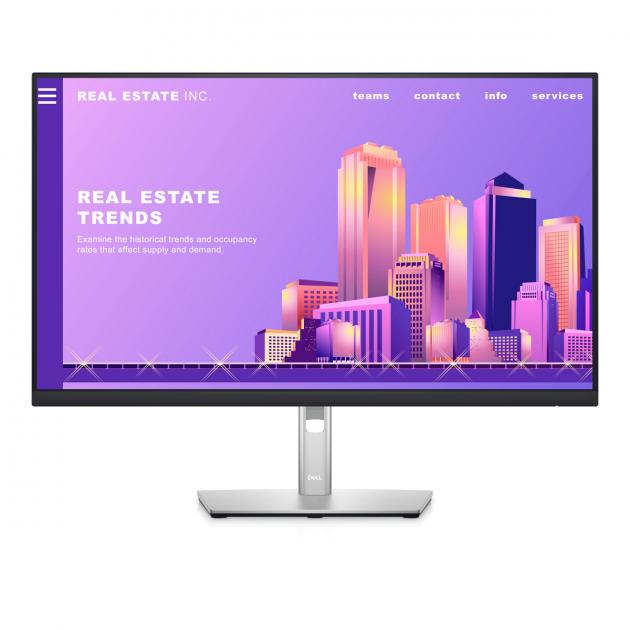 REAL ESTATE INC.
teams contact info services
REAL ESTATE
TRENDS
Examine the historical trends and occupancy
rates that affect supply and demand.
DELL